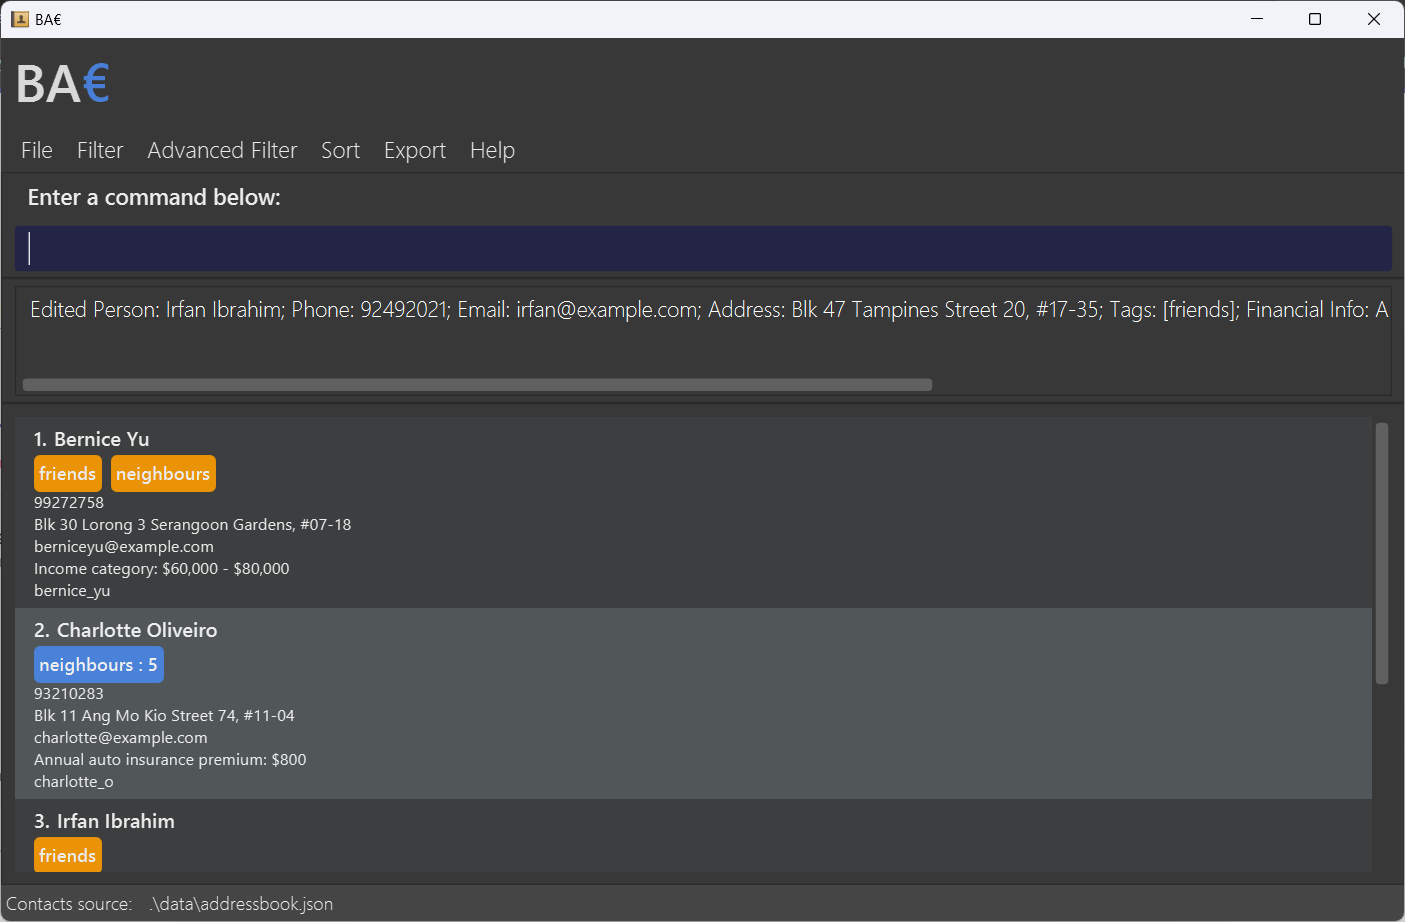 BA€
BA€
File Filter Advanced Filter Sort Export Help
Enter a command below:
Edited Person: Irfan Ibrahim; Phone: 92492021; Email: irfan@example.com; Address: Blk 47 Tampines Street 20, #17-35; Tags: [friends]; Financial Info: A
1. Bernice Yu
friends neighbours
99272758
Blk 30 Lorong 3 Serangoon Gardens, #07-18
berniceyu@example.com
Income category: $60,000 - $80,000
bernice_yu
2. Charlotte Oliveiro
neighbours : 5
93210283
Blk 11 Ang Mo Kio Street 74, #11-04
charlotte@example.com
Annual auto insurance premium: $800
charlotte_o
3. Irfan Ibrahim
friends
Contacts source: .\data\addressbook.json